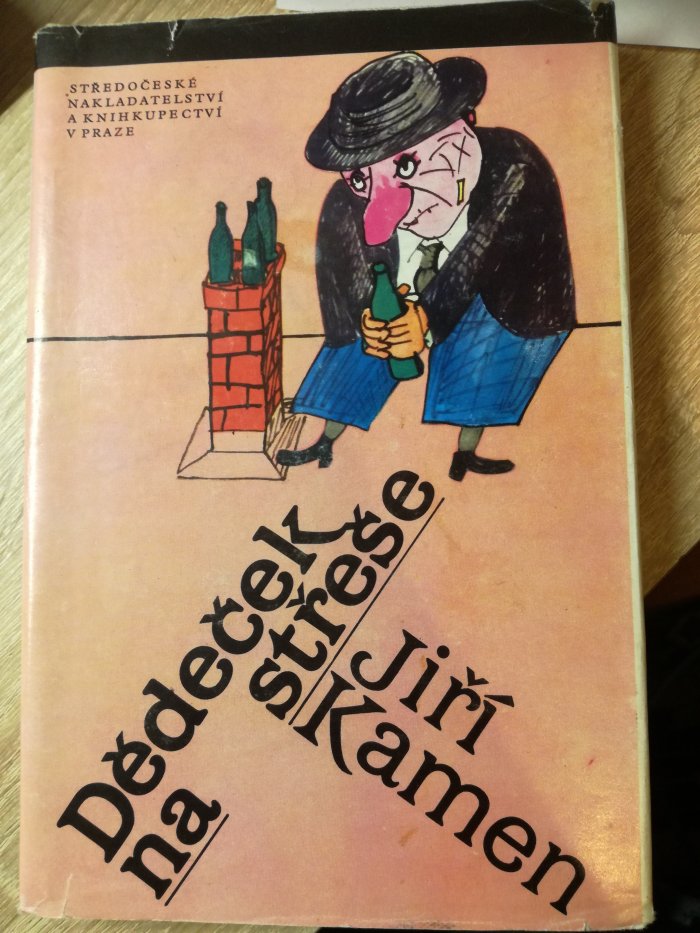 STŘEDOČESKÉ
NAKLADATELSTVÍ
A KNIHKUPECTVÍ
V PRAZE
Dědeček
na střeše
Jiří
Kamen